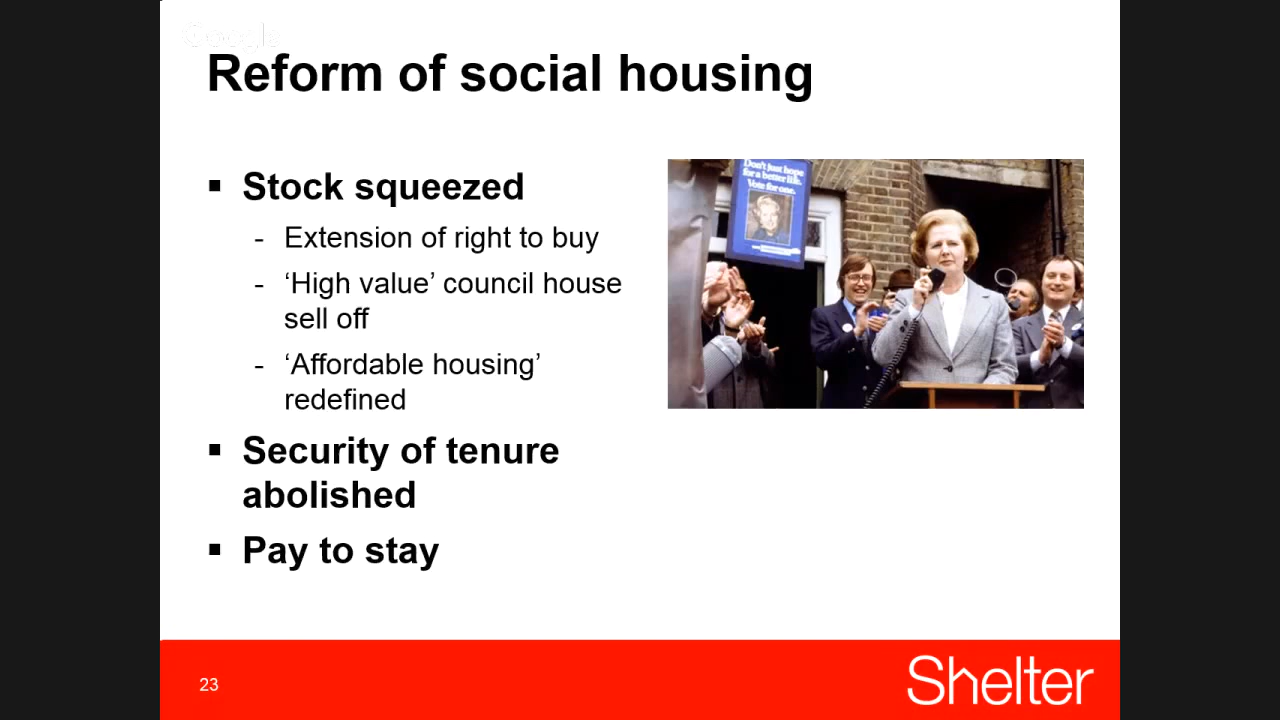 Google
Reform of social housing
▪ Stock squeezed
- Extension of right to buy
- ‘High value’ council house
sell off
- ‘Affordable housing’
redefined
▪ Security of tenure
abolished
▪ Pay to stay
Don't just hope
for a better life.
Vote for one.
23
Shelter